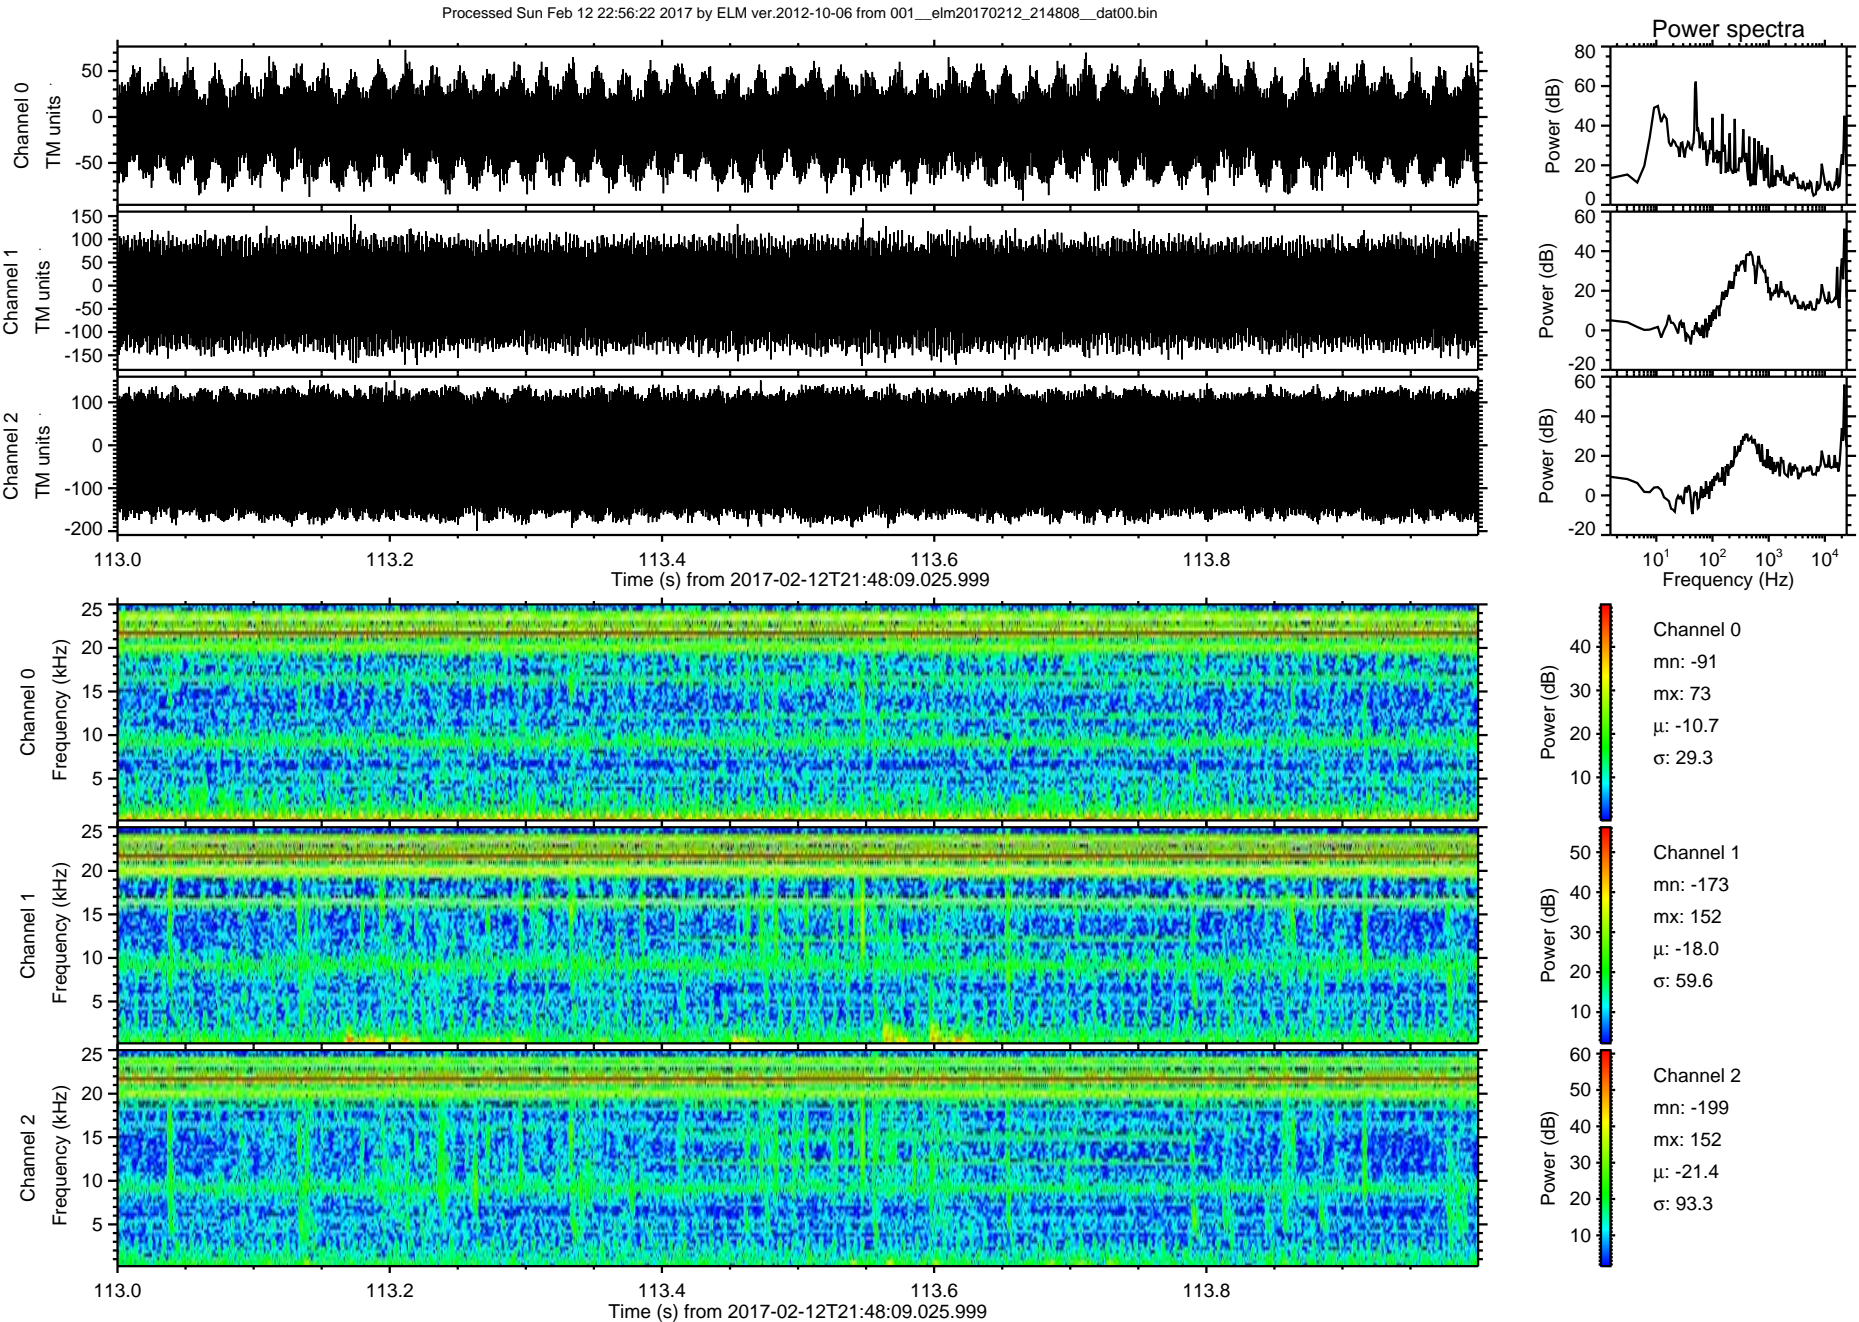 Processed Sun Feb 12 22:56:22 2017 by ELM ver.2012-10-06 from 001__elm20170212_214808__dat00.bin
Power spectra
Channel 0
TM units
50
0
-50
Power (dB)
80
60
40
20
0
Channel 1
TM units
150
100
50
0
-50
-100
-150
Power (dB)
60
40
20
0
-20
Channel 2
TM units
100
0
-100
-200
Power (dB)
60
40
20
0
-20
113.0 113.2 113.4 113.6 113.8
Time (s) from 2017-02-12T21:48:09.025.999
10^1 10^2 10^3 10^4
Frequency (Hz)
Channel 0
Frequency (kHz)
25
20
15
10
5
Power (dB)
40
30
20
10
Channel 0
mn: -91
mx: 73
μ: -10.7
σ: 29.3
Channel 1
Frequency (kHz)
25
20
15
10
5
Power (dB)
50
40
30
20
10
Channel 1
mn: -173
mx: 152
μ: -18.0
σ: 59.6
Channel 2
Frequency (kHz)
25
20
15
10
5
Power (dB)
60
50
40
30
20
10
Channel 2
mn: -199
mx: 152
μ: -21.4
σ: 93.3
113.0 113.2 113.4 113.6 113.8
Time (s) from 2017-02-12T21:48:09.025.999